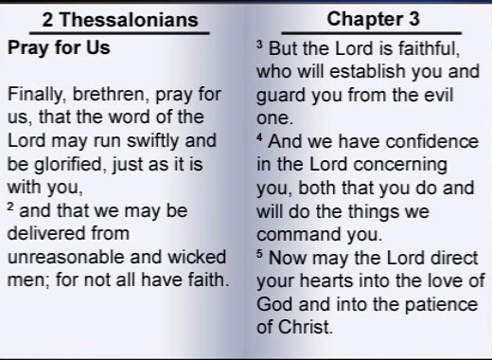 2 Thessalonians
Pray for Us
Finally, brethren, pray for
us, that the word of the
Lord may run swiftly and
be glorified, just as it is
with you,
² and that we may be
delivered from
unreasonable and wicked
men; for not all have faith.
Chapter 3
³ But the Lord is faithful,
who will establish you and
guard you from the evil
one.
⁴ And we have confidence
in the Lord concerning
you, both that you do and
will do the things we
command you.
⁵ Now may the Lord direct
your hearts into the love of
God and into the patience
of Christ.